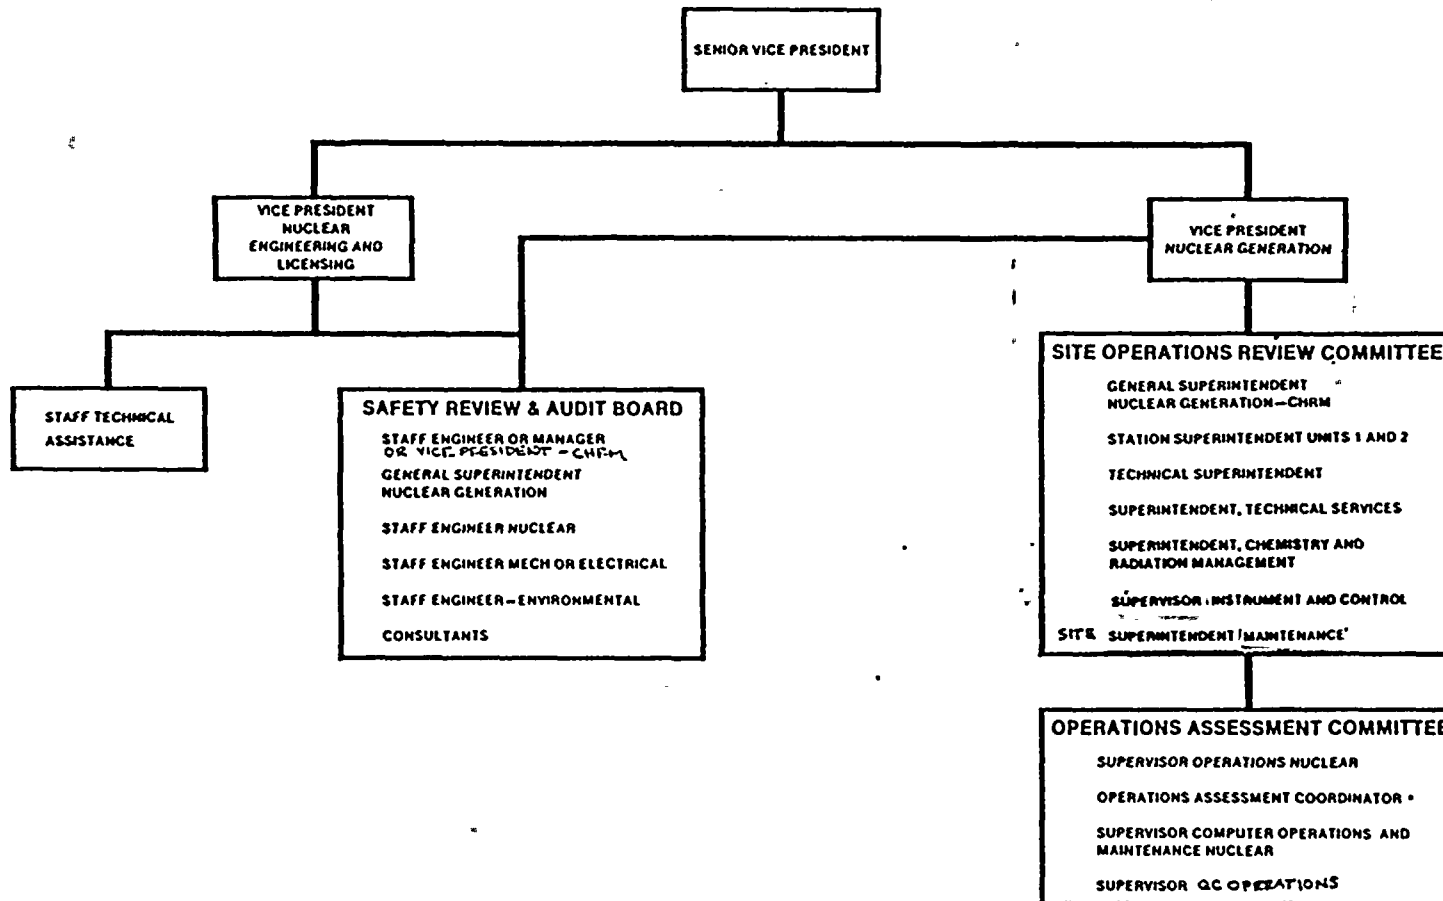 SENIOR VICE PRESIDENT
VICE PRESIDENT
NUCLEAR
ENGINEERING AND
LICENSING
VICE PRESIDENT
NUCLEAR GENERATION
STAFF TECHNICAL
ASSISTANCE
SAFETY REVIEW & AUDIT BOARD
STAFF ENGINEER OR MANAGER
OR VICE PRESIDENT - CHRM
GENERAL SUPERINTENDENT
NUCLEAR GENERATION
STAFF ENGINEER NUCLEAR
STAFF ENGINEER MECH OR ELECTRICAL
STAFF ENGINEER-ENVIRONMENTAL
CONSULTANTS
SITE OPERATIONS REVIEW COMMITTEE
GENERAL SUPERINTENDENT
NUCLEAR GENERATION-CHRM
STATION SUPERINTENDENT UNITS 1 AND 2
TECHNICAL SUPERINTENDENT
SUPERINTENDENT, TECHNICAL SERVICES
SUPERINTENDENT, CHEMISTRY AND
RADIATION MANAGEMENT
SUPERVISOR INSTRUMENT AND CONTROL
SITE SUPERINTENDENT MAINTENANCE
OPERATIONS ASSESSMENT COMMITTEE
SUPERVISOR OPERATIONS NUCLEAR
OPERATIONS ASSESSMENT COORDINATOR
SUPERVISOR COMPUTER OPERATIONS AND
MAINTENANCE NUCLEAR
SUPERVISOR QC OPERATIONS